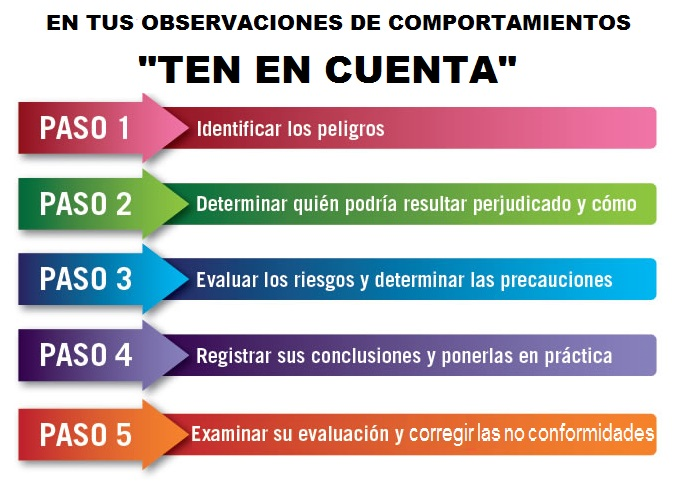 EN TUS OBSERVACIONES DE COMPORTAMIENTOS
"TEN EN CUENTA"
PASO 1 Identificar los peligros
PASO 2 Determinar quién podría resultar perjudicado y cómo
PASO 3 Evaluar los riesgos y determinar las precauciones
PASO 4 Registrar sus conclusiones y ponerlas en práctica
PASO 5 Examinar su evaluación y corregir las no conformidades